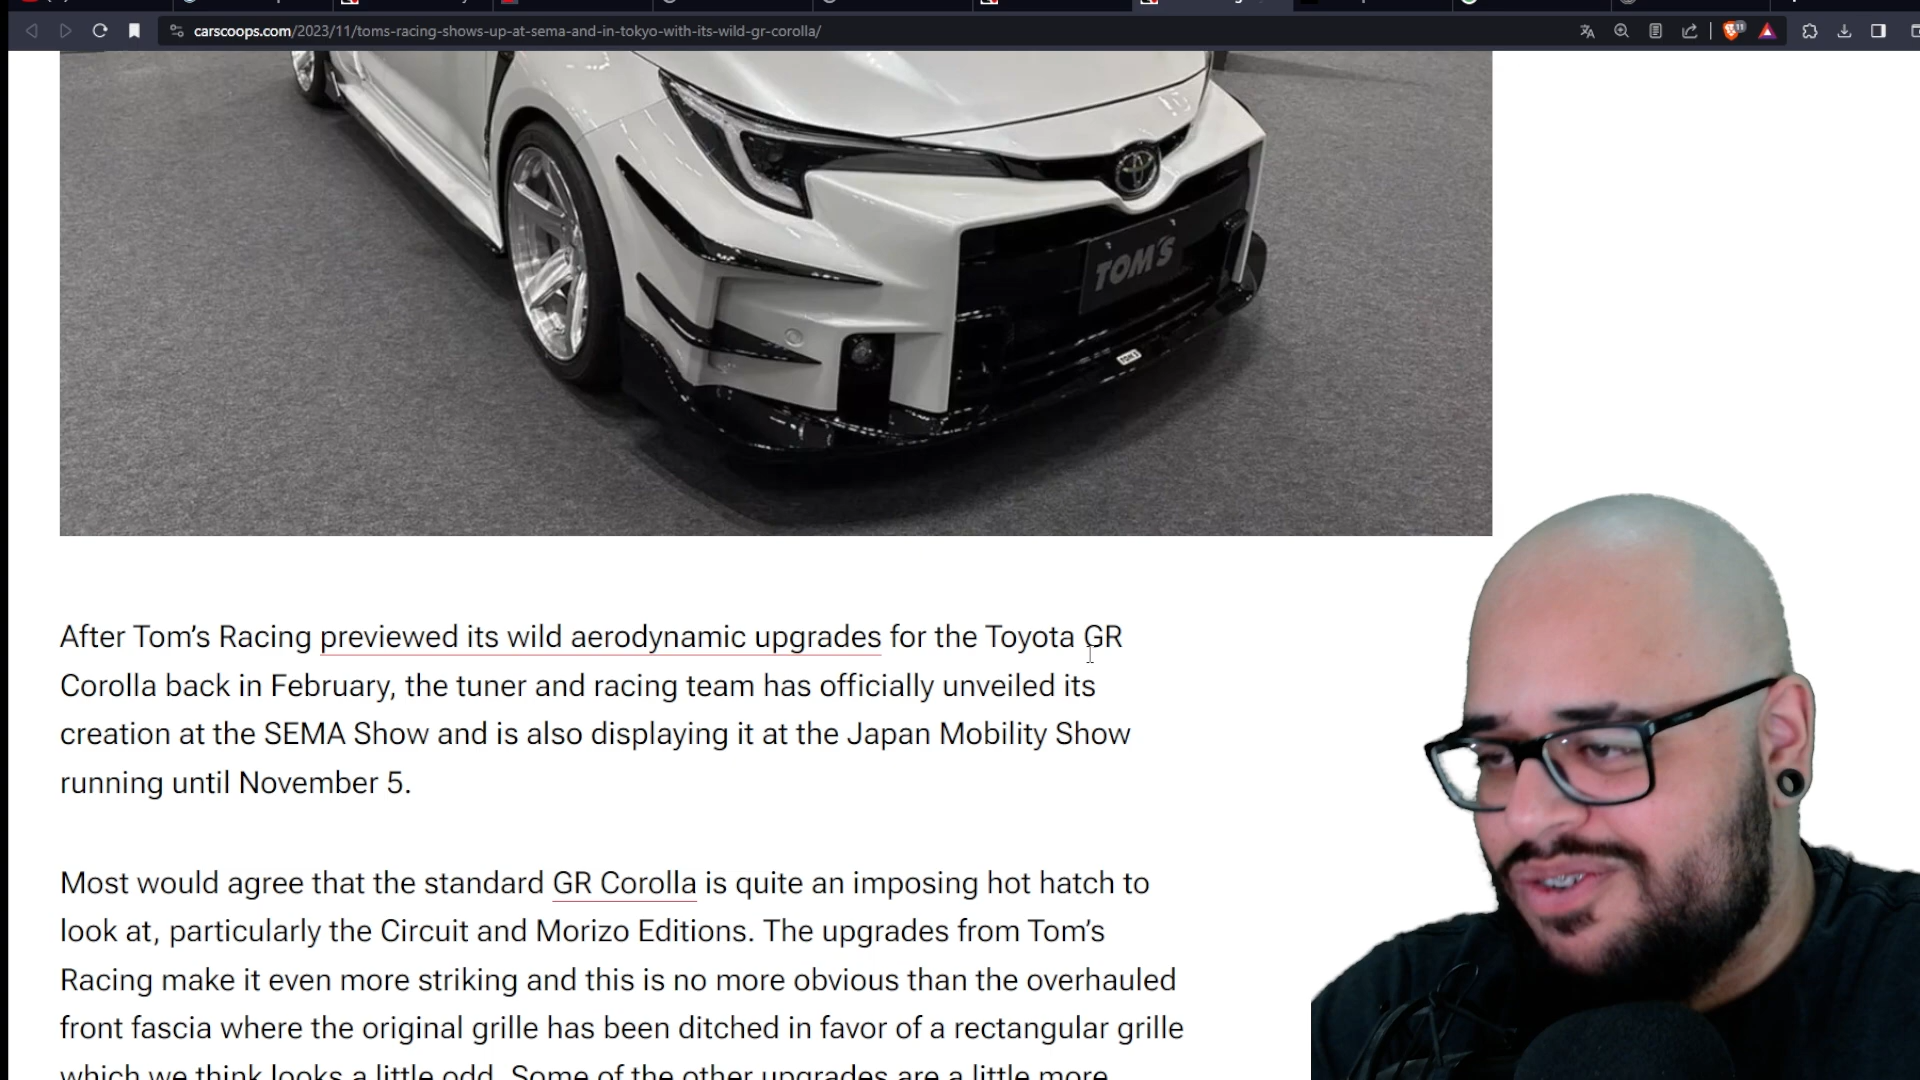 carscoops.com/2023/11/toms-racing-shows-up-at-sema-and-in-tokyo-with-its-wild-gr-corolla/
11
TOM'S
TOM'S
After Tom’s Racing previewed its wild aerodynamic upgrades for the Toyota GR
Corolla back in February, the tuner and racing team has officially unveiled its
creation at the SEMA Show and is also displaying it at the Japan Mobility Show
running until November 5.
Most would agree that the standard GR Corolla is quite an imposing hot hatch to
look at, particularly the Circuit and Morizo Editions. The upgrades from Tom’s
Racing make it even more striking and this is no more obvious than the overhauled
front fascia where the original grille has been ditched in favor of a rectangular grille
which we think looks a little odd. Some of the other upgrades are a little more